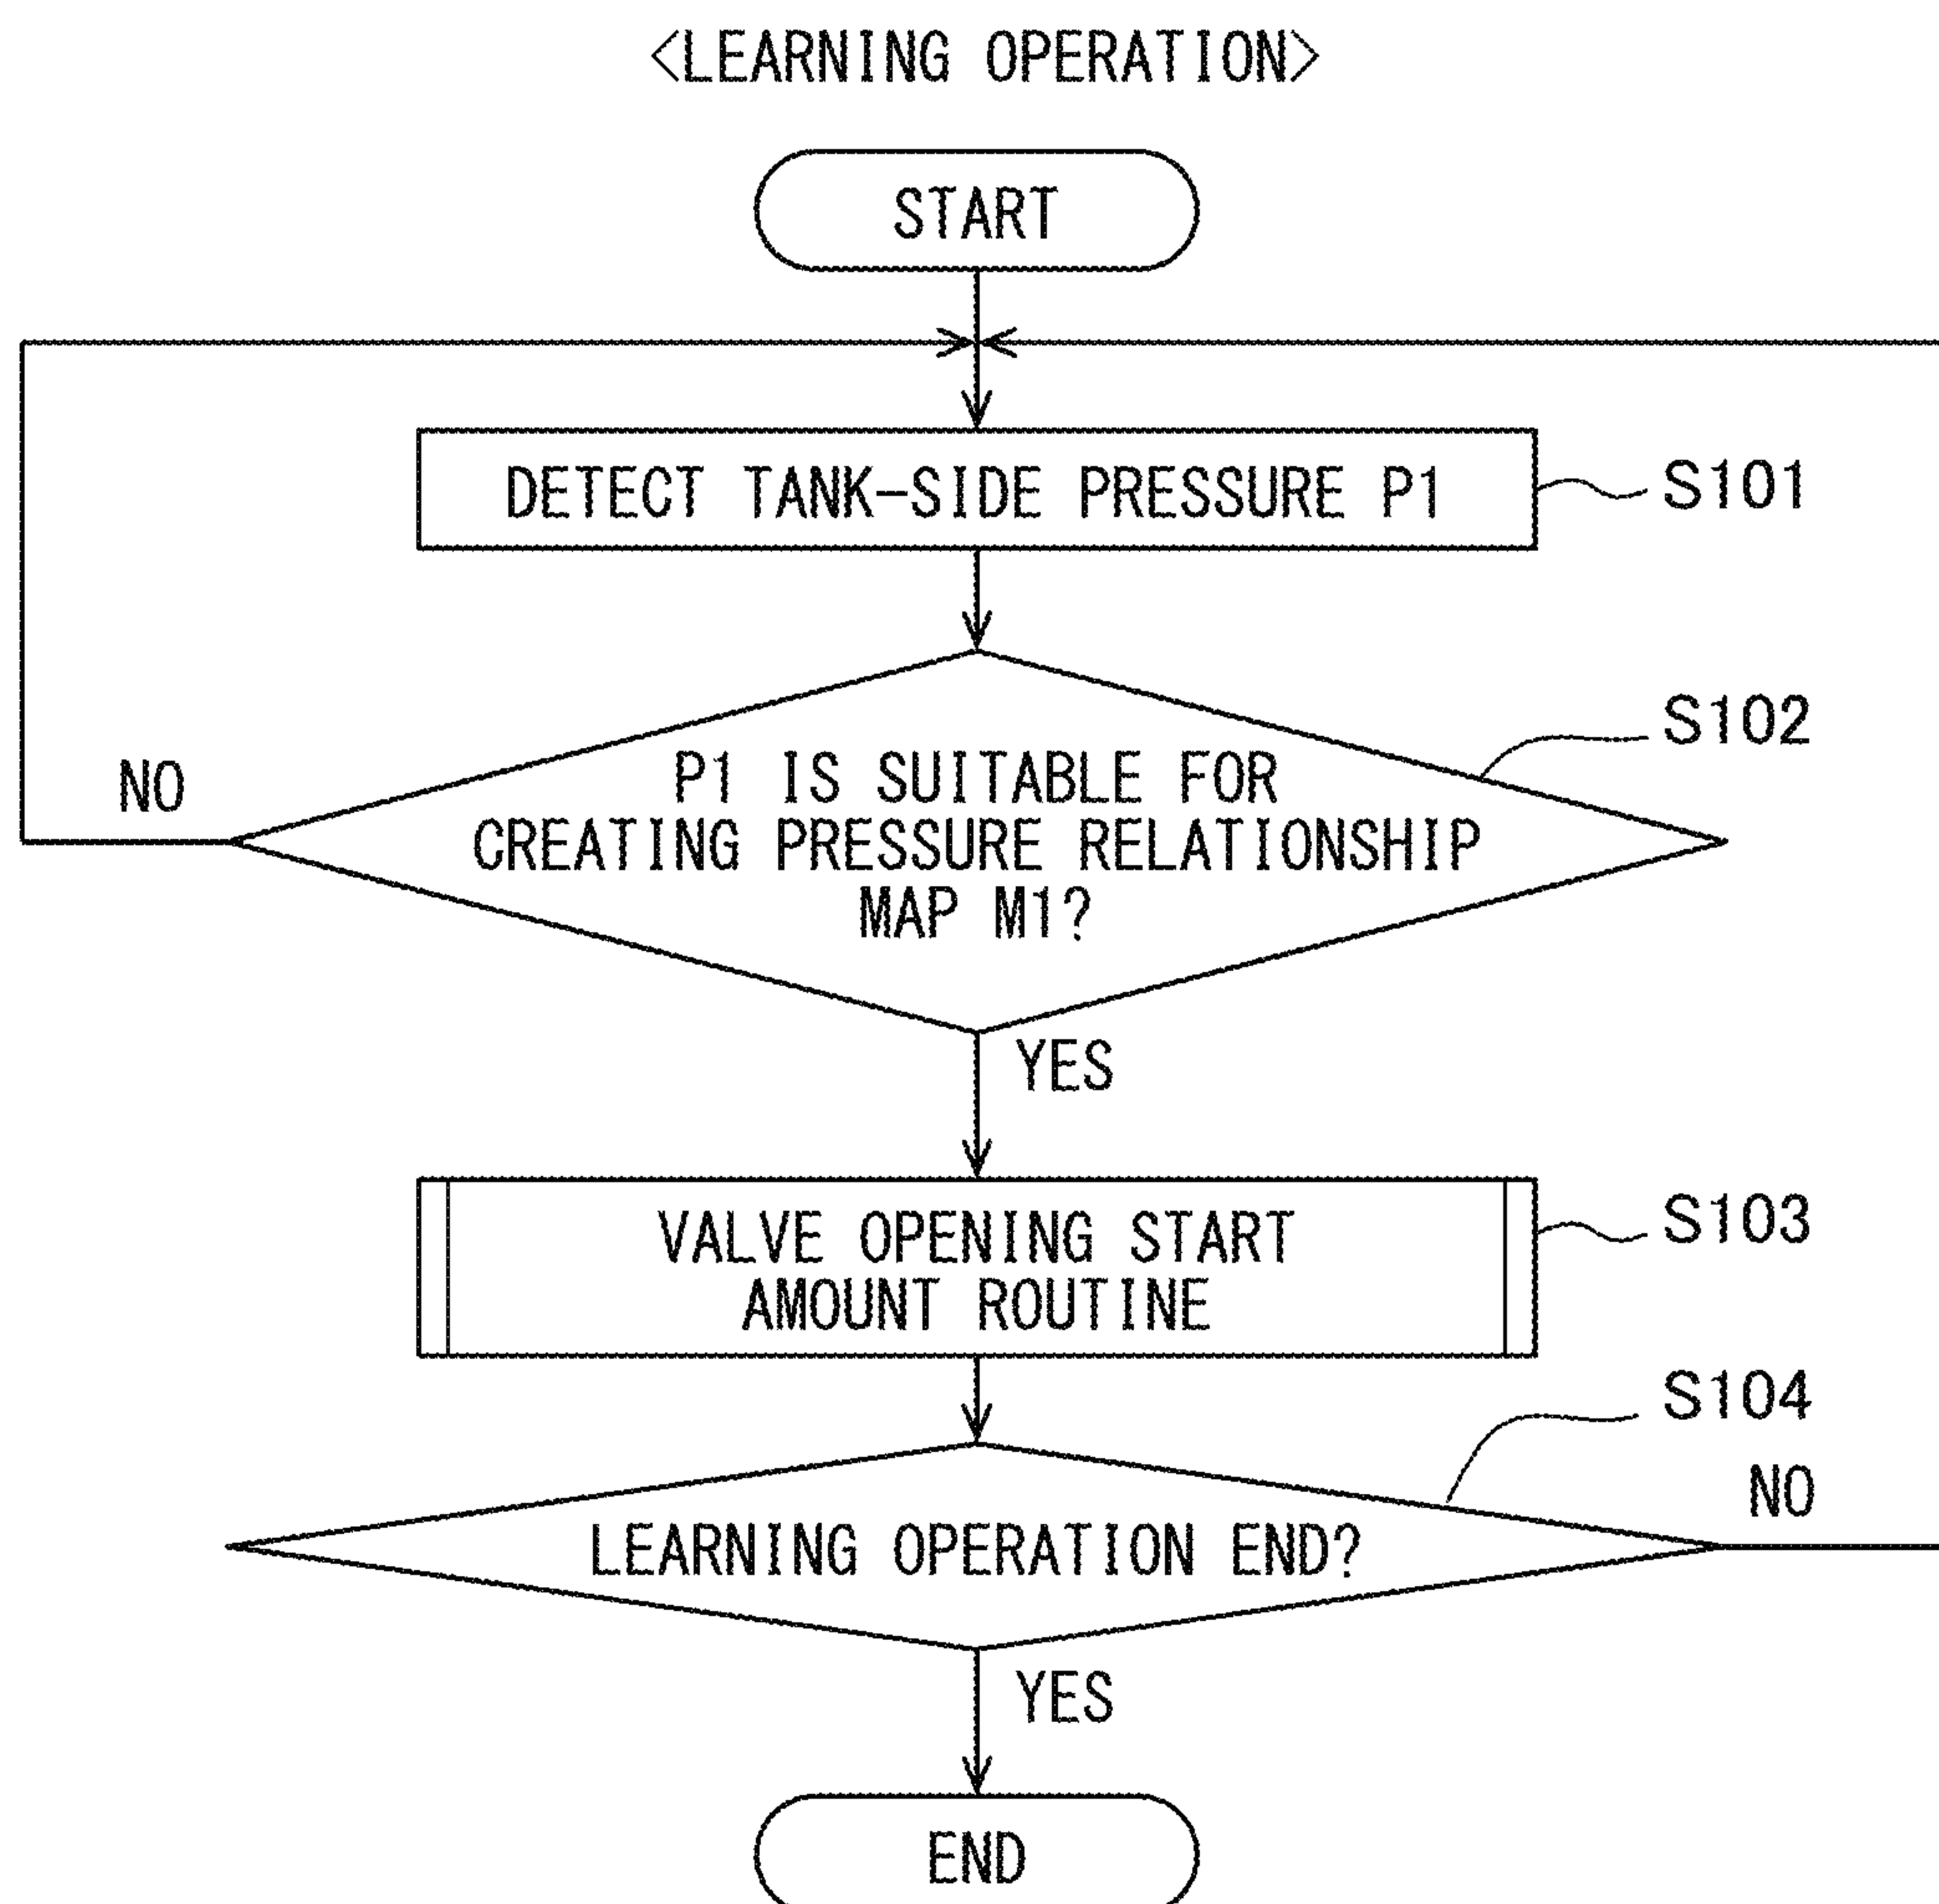 <LEARNING OPERATION>
START
DETECT TANK-SIDE PRESSURE P1
S101
S102
P1 IS SUITABLE FOR
CREATING PRESSURE RELATIONSHIP
MAP M1?
NO
YES
VALVE OPENING START
AMOUNT ROUTINE
S103
S104
NO
LEARNING OPERATION END?
YES
END